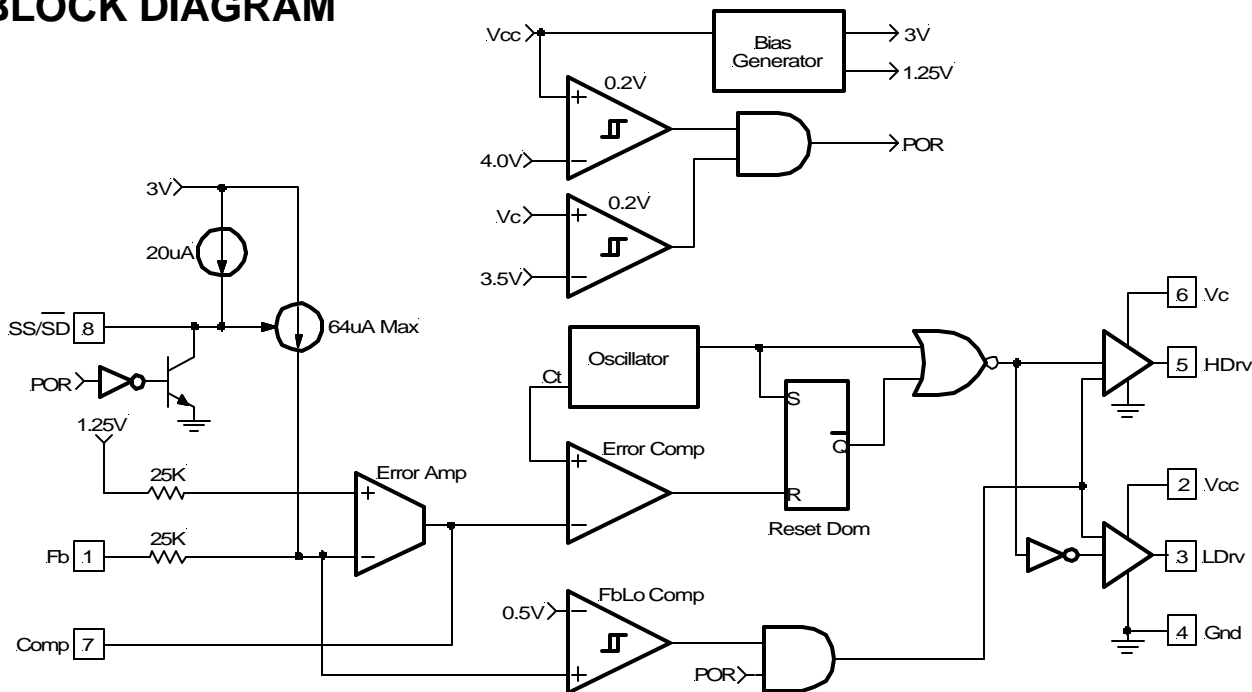 BLOCK DIAGRAM
Vcc
Bias
Generator
3V
1.25V
0.2V
+
4.0V
−
POR
3V
Vc
0.2V
+
20uA
3.5V
−
SS/SD 8
64uA Max
6 Vc
Oscillator
Ct
5 HDrv
POR
S
1.25V
Q
Error Comp
+
25K
Error Amp
+
R
2 Vcc
−
Reset Dom
Fb 1
25K
−
3 LDrv
FbLo Comp
0.5V
−
4 Gnd
Comp 7
+
POR